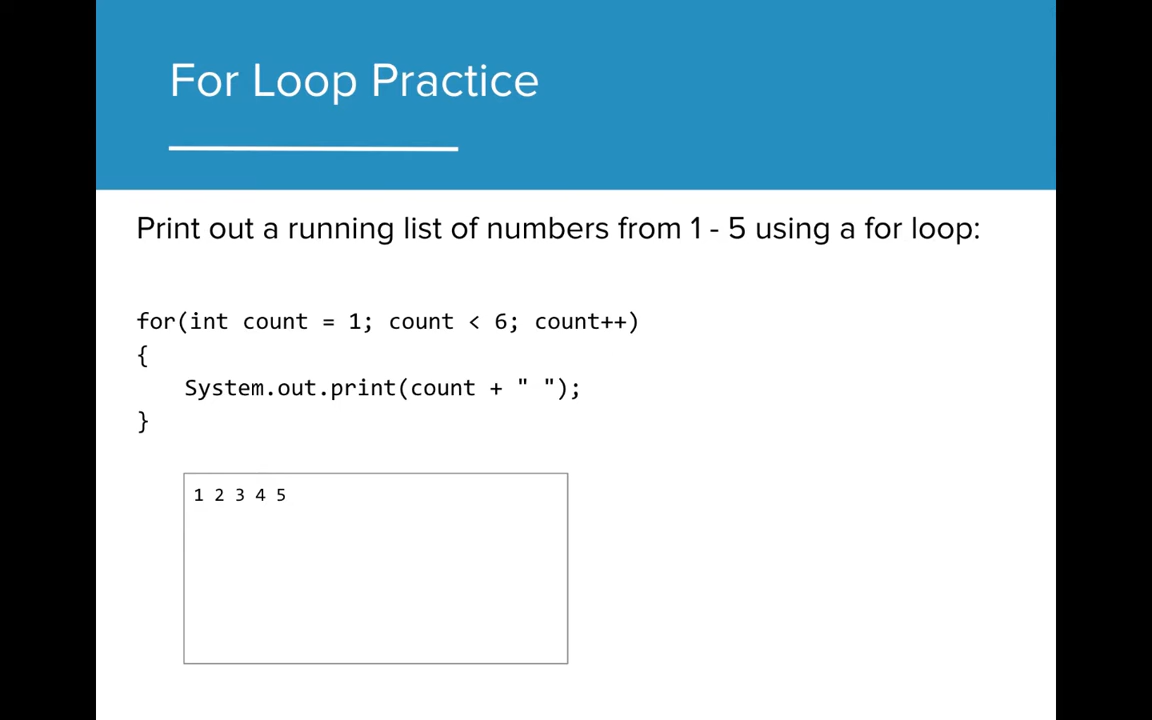 For Loop Practice
Print out a running list of numbers from 1 - 5 using a for loop:
for(int count = 1; count < 6; count++)
{
System.out.print(count + " ");
}
1 2 3 4 5